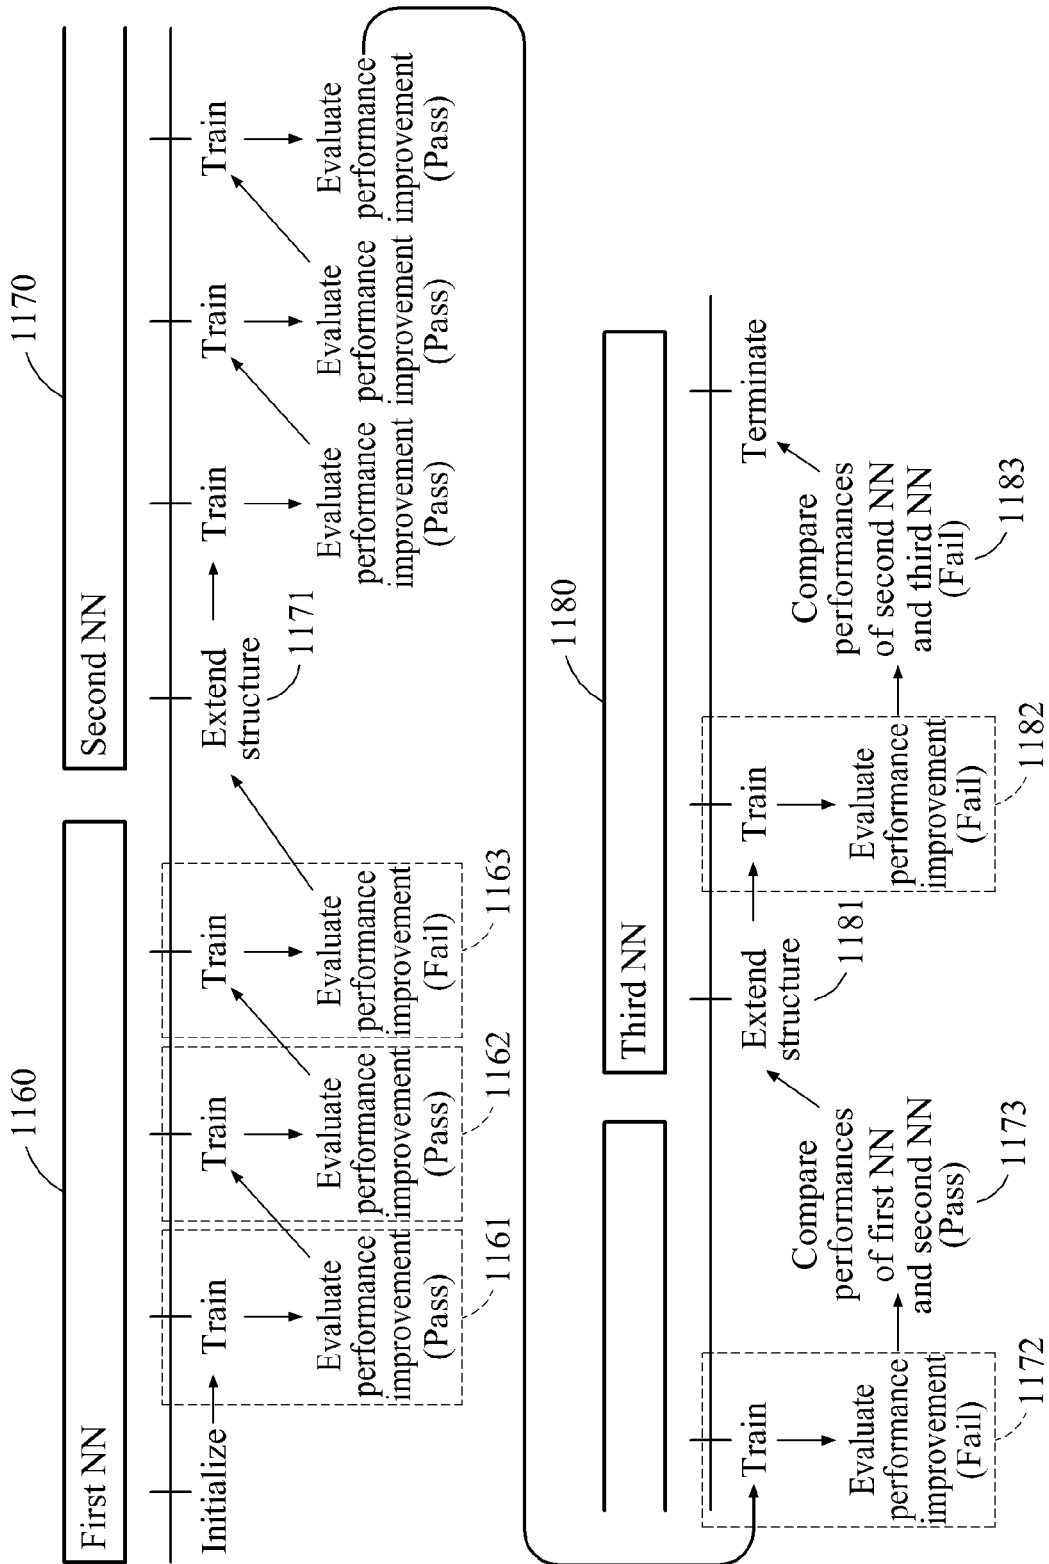 1160
1170
First NN
Second NN
Initialize
Train
Evaluate
performance
improvement
(Pass)
1161
Train
Evaluate
performance
improvement
(Pass)
1162
Train
Evaluate
performance
improvement
(Fail)
1163
Extend
structure
1171
Train
Evaluate
performance
improvement
(Pass)
Train
Evaluate
performance
improvement
(Pass)
Train
Evaluate
performance
improvement
(Pass)
1180
Third NN
Train
Evaluate
performance
improvement
(Fail)
1172
Compare
performances
of first NN
and second NN
(Pass)
1173
Extend
structure
1181
Train
Evaluate
performance
improvement
(Fail)
1182
Compare
performances
of second NN
and third NN
(Fail)
1183
Terminate